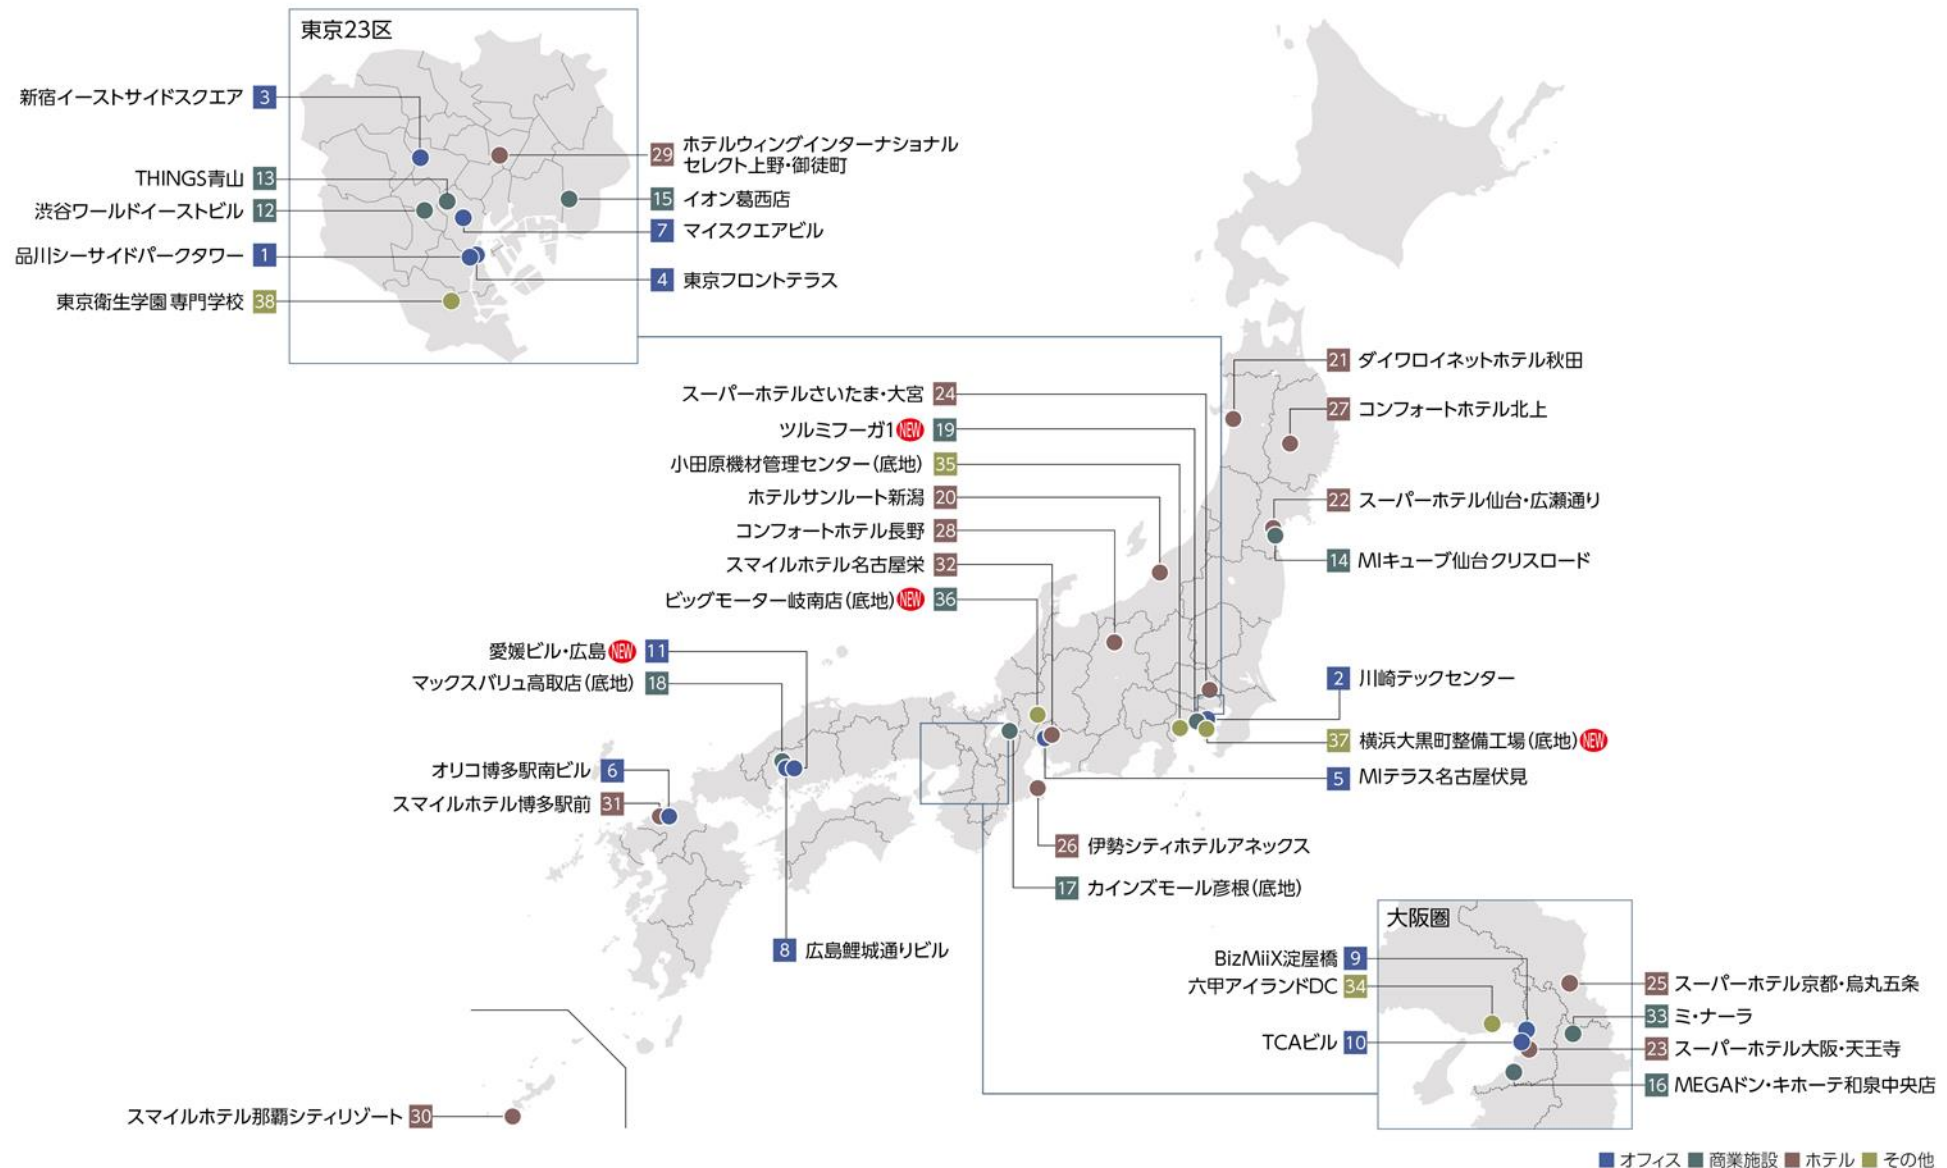 東京23区
新宿イーストサイドスクエア 3
THINGS青山 13
渋谷ワールドイーストビル 12
品川シーサイドパークタワー 1
東京衛生学園 専門学校 38
29 ホテルウィングインターナショナル
セレクト上野・御徒町
15 イオン葛西店
7 マイスクエアビル
4 東京フロントテラス
スーパーホテルさいたま・大宮 24
ツルミフーガ1 NEW 19
小田原機材管理センター(底地) 35
ホテルサンルート新潟 20
コンフォートホテル長野 28
スマイルホテル名古屋栄 32
ビッグモーター岐南店(底地) NEW 36
愛媛ビル・広島 NEW 11
マックスバリュ高取店(底地) 18
オリコ博多駅南ビル 6
スマイルホテル博多駅前 31
8 広島鯉城通りビル
スマイルホテル那覇シティリゾート 30
21 ダイワロイネットホテル秋田
27 コンフォートホテル北上
22 スーパーホテル仙台・広瀬通り
14 MIキューブ仙台クリスロード
2 川崎テックセンター
37 横浜大黒町整備工場(底地) NEW
5 MIテラス名古屋伏見
26 伊勢シティホテルアネックス
17 カインズモール彦根(底地)
大阪圏
BizMiiX淀屋橋 9
六甲アイランドDC 34
TCAビル 10
25 スーパーホテル京都・烏丸五条
33 ミ・ナーラ
23 スーパーホテル大阪・天王寺
16 MEGAドン・キホーテ和泉中央店
オフィス 商業施設 ホテル その他